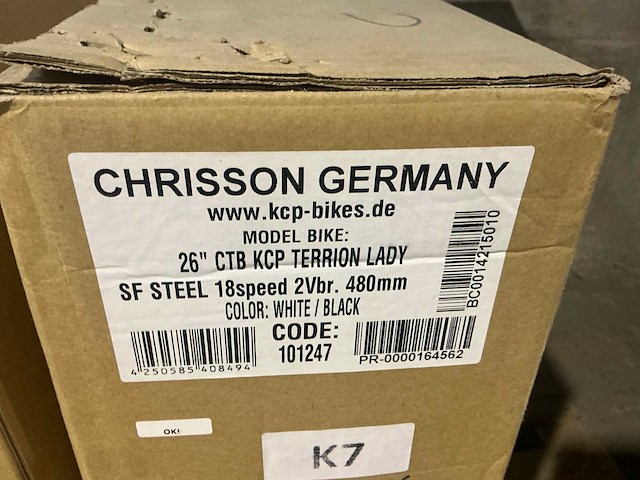 CHRISSON GERMANY
www.kcp-bikes.de
MODEL BIKE:
26" CTB KCP TERRION LADY
SF STEEL 18speed 2Vbr. 480mm
COLOR: WHITE / BLACK
CODE:
101247
4 250585 408494
PR-0000164562
BC0014215010
OK!
K7